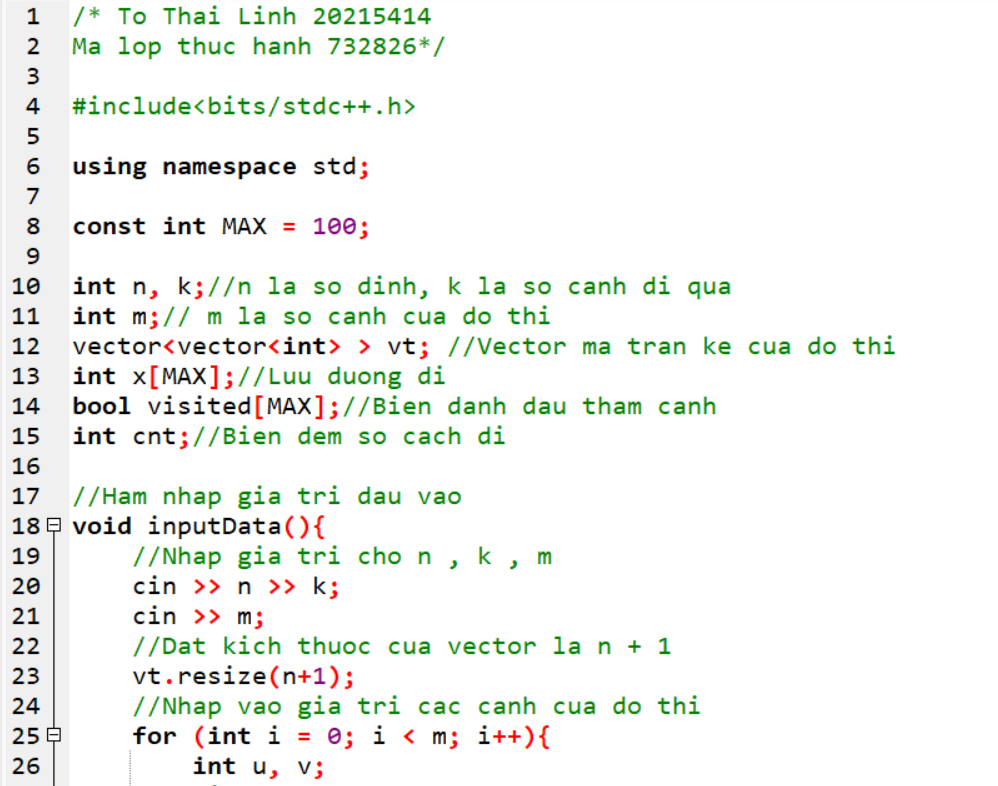 1 /* To Thai Linh 20215414
2 Ma lop thuc hanh 732826*/
3
4 #include<bits/stdc++.h>
5
6 using namespace std;
7
8 const int MAX = 100;
9
10 int n, k;//n la so dinh, k la so canh di qua
11 int m;// m la so canh cua do thi
12 vector<vector<int> > vt; //Vector ma tran ke cua do thi
13 int x[MAX];//Luu duong di
14 bool visited[MAX];//Bien danh dau tham canh
15 int cnt;//Bien dem so cach di
16
17 //Ham nhap gia tri dau vao
18 void inputData(){
19 //Nhap gia tri cho n , k , m
20 cin >> n >> k;
21 cin >> m;
22 //Dat kich thuoc cua vector la n + 1
23 vt.resize(n+1);
24 //Nhap vao gia tri cac canh cua do thi
25 for (int i = 0; i < m; i++){
26 int u, v;